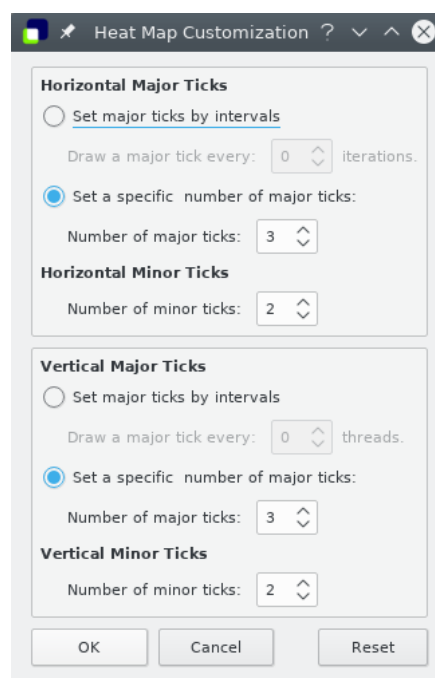 Heat Map Customization ?
Horizontal Major Ticks
Set major ticks by intervals
Draw a major tick every: 0 iterations.
Set a specific number of major ticks:
Number of major ticks: 3
Horizontal Minor Ticks
Number of minor ticks: 2
Vertical Major Ticks
Set major ticks by intervals
Draw a major tick every: 0 threads.
Set a specific number of major ticks:
Number of major ticks: 3
Vertical Minor Ticks
Number of minor ticks: 2
OK Cancel Reset